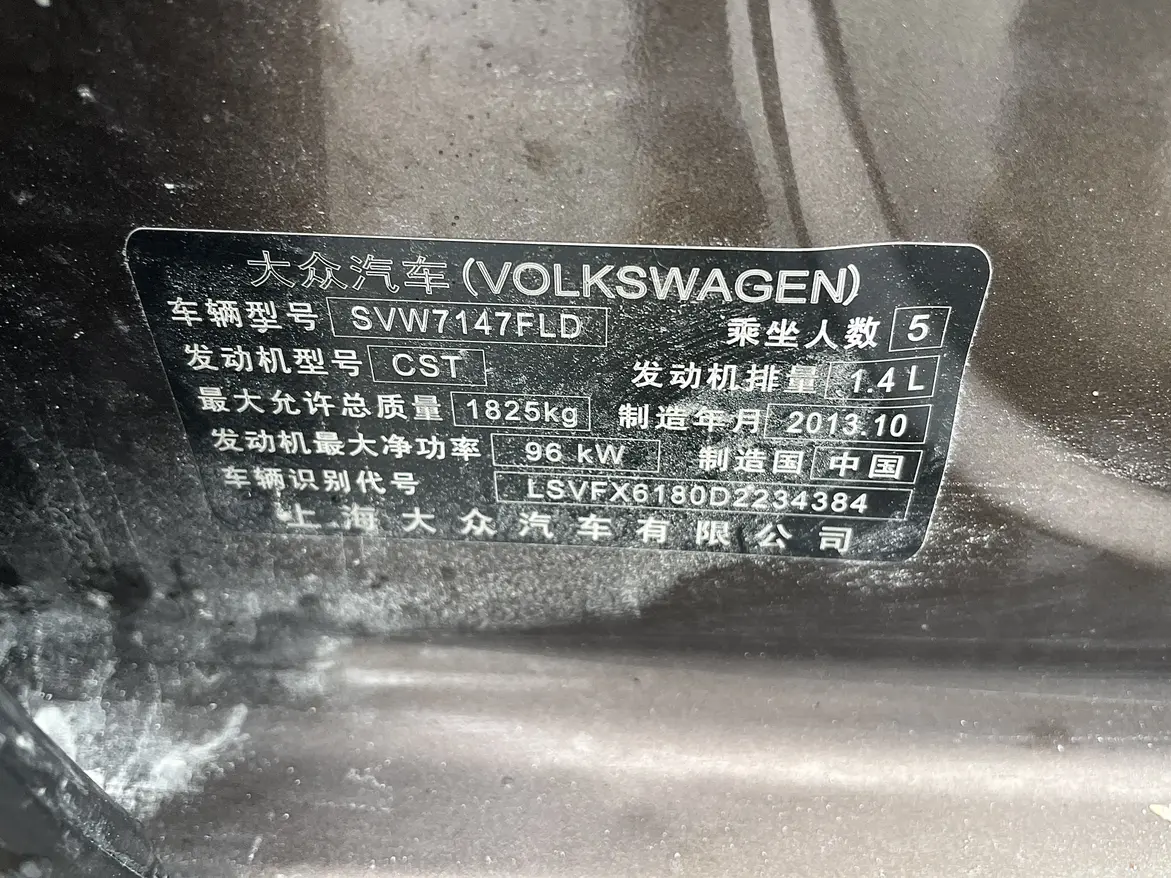 大众汽车(VOLKSWAGEN)
车辆型号 SVW7147FLD 乘坐人数 5
发动机型号 CST 发动机排量 1.4 L
最大允许总质量 1825kg 制造年月 2013.10
发动机最大净功率 96 kW 制造国 中国
车辆识别代号 LSVFX6180D2234384
上海大众汽车有限公司